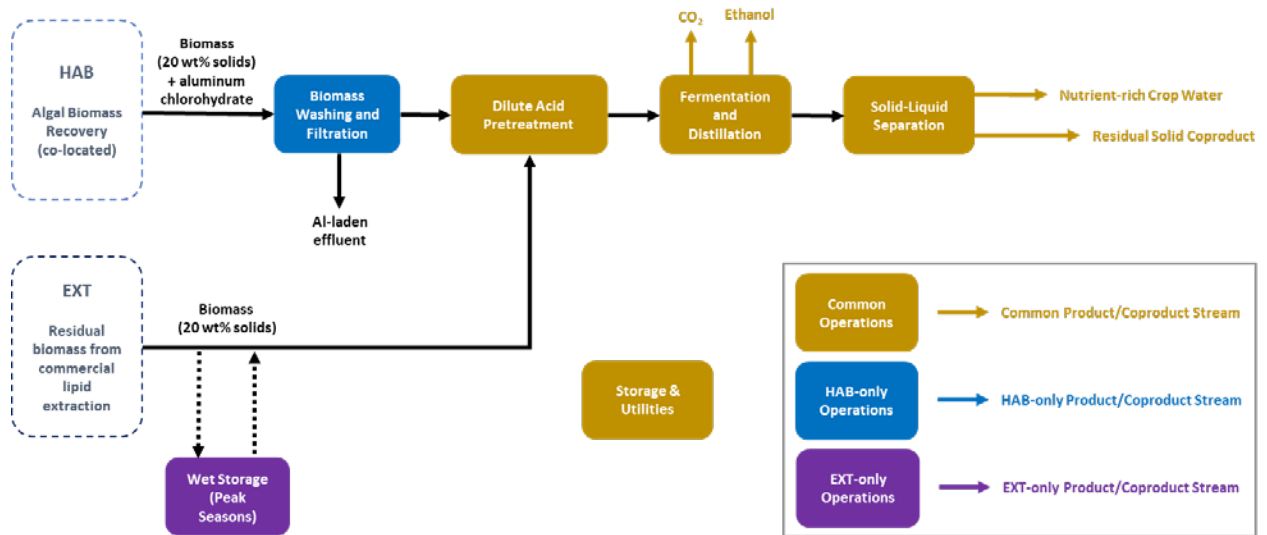 HAB
Algal Biomass
Recovery
(co-located)
Biomass
(20 wt% solids)
+ aluminum
chlorohydrate
Biomass
Washing and
Filtration
Al-laden
effluent
Dilute Acid
Pretreatment
CO₂
Ethanol
Fermentation
and
Distillation
Solid-Liquid
Separation
Nutrient-rich Crop Water
Residual Solid Coproduct
EXT
Residual
biomass from
commercial
lipid
extraction
Biomass
(20 wt% solids)
Wet Storage
(Peak
Seasons)
Storage &
Utilities
Common
Operations
Common Product/Coproduct Stream
HAB-only
Operations
HAB-only Product/Coproduct Stream
EXT-only
Operations
EXT-only Product/Coproduct Stream